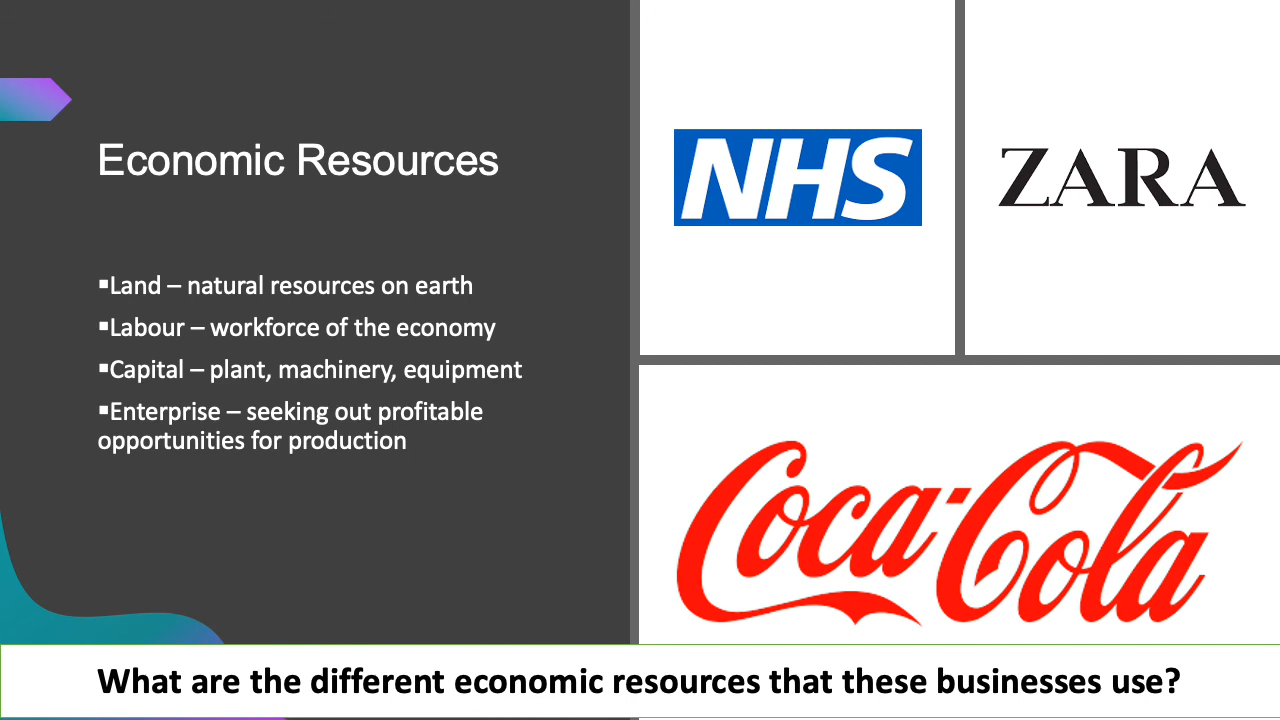 Economic Resources
▪Land – natural resources on earth
▪Labour – workforce of the economy
▪Capital – plant, machinery, equipment
▪Enterprise – seeking out profitable
opportunities for production
NHS
ZARA
Coca-Cola
What are the different economic resources that these businesses use?